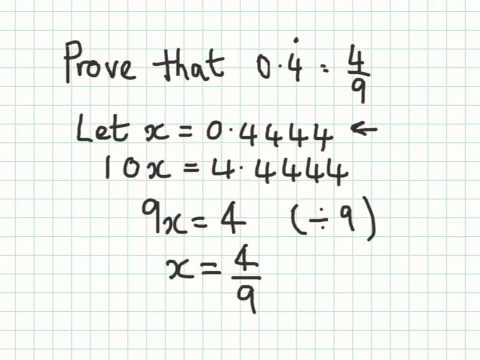 Prove that 0·4̇ = 4/9
Let x = 0·4444 ←
10x = 4·4444
9x = 4 (÷9)
x = 4/9